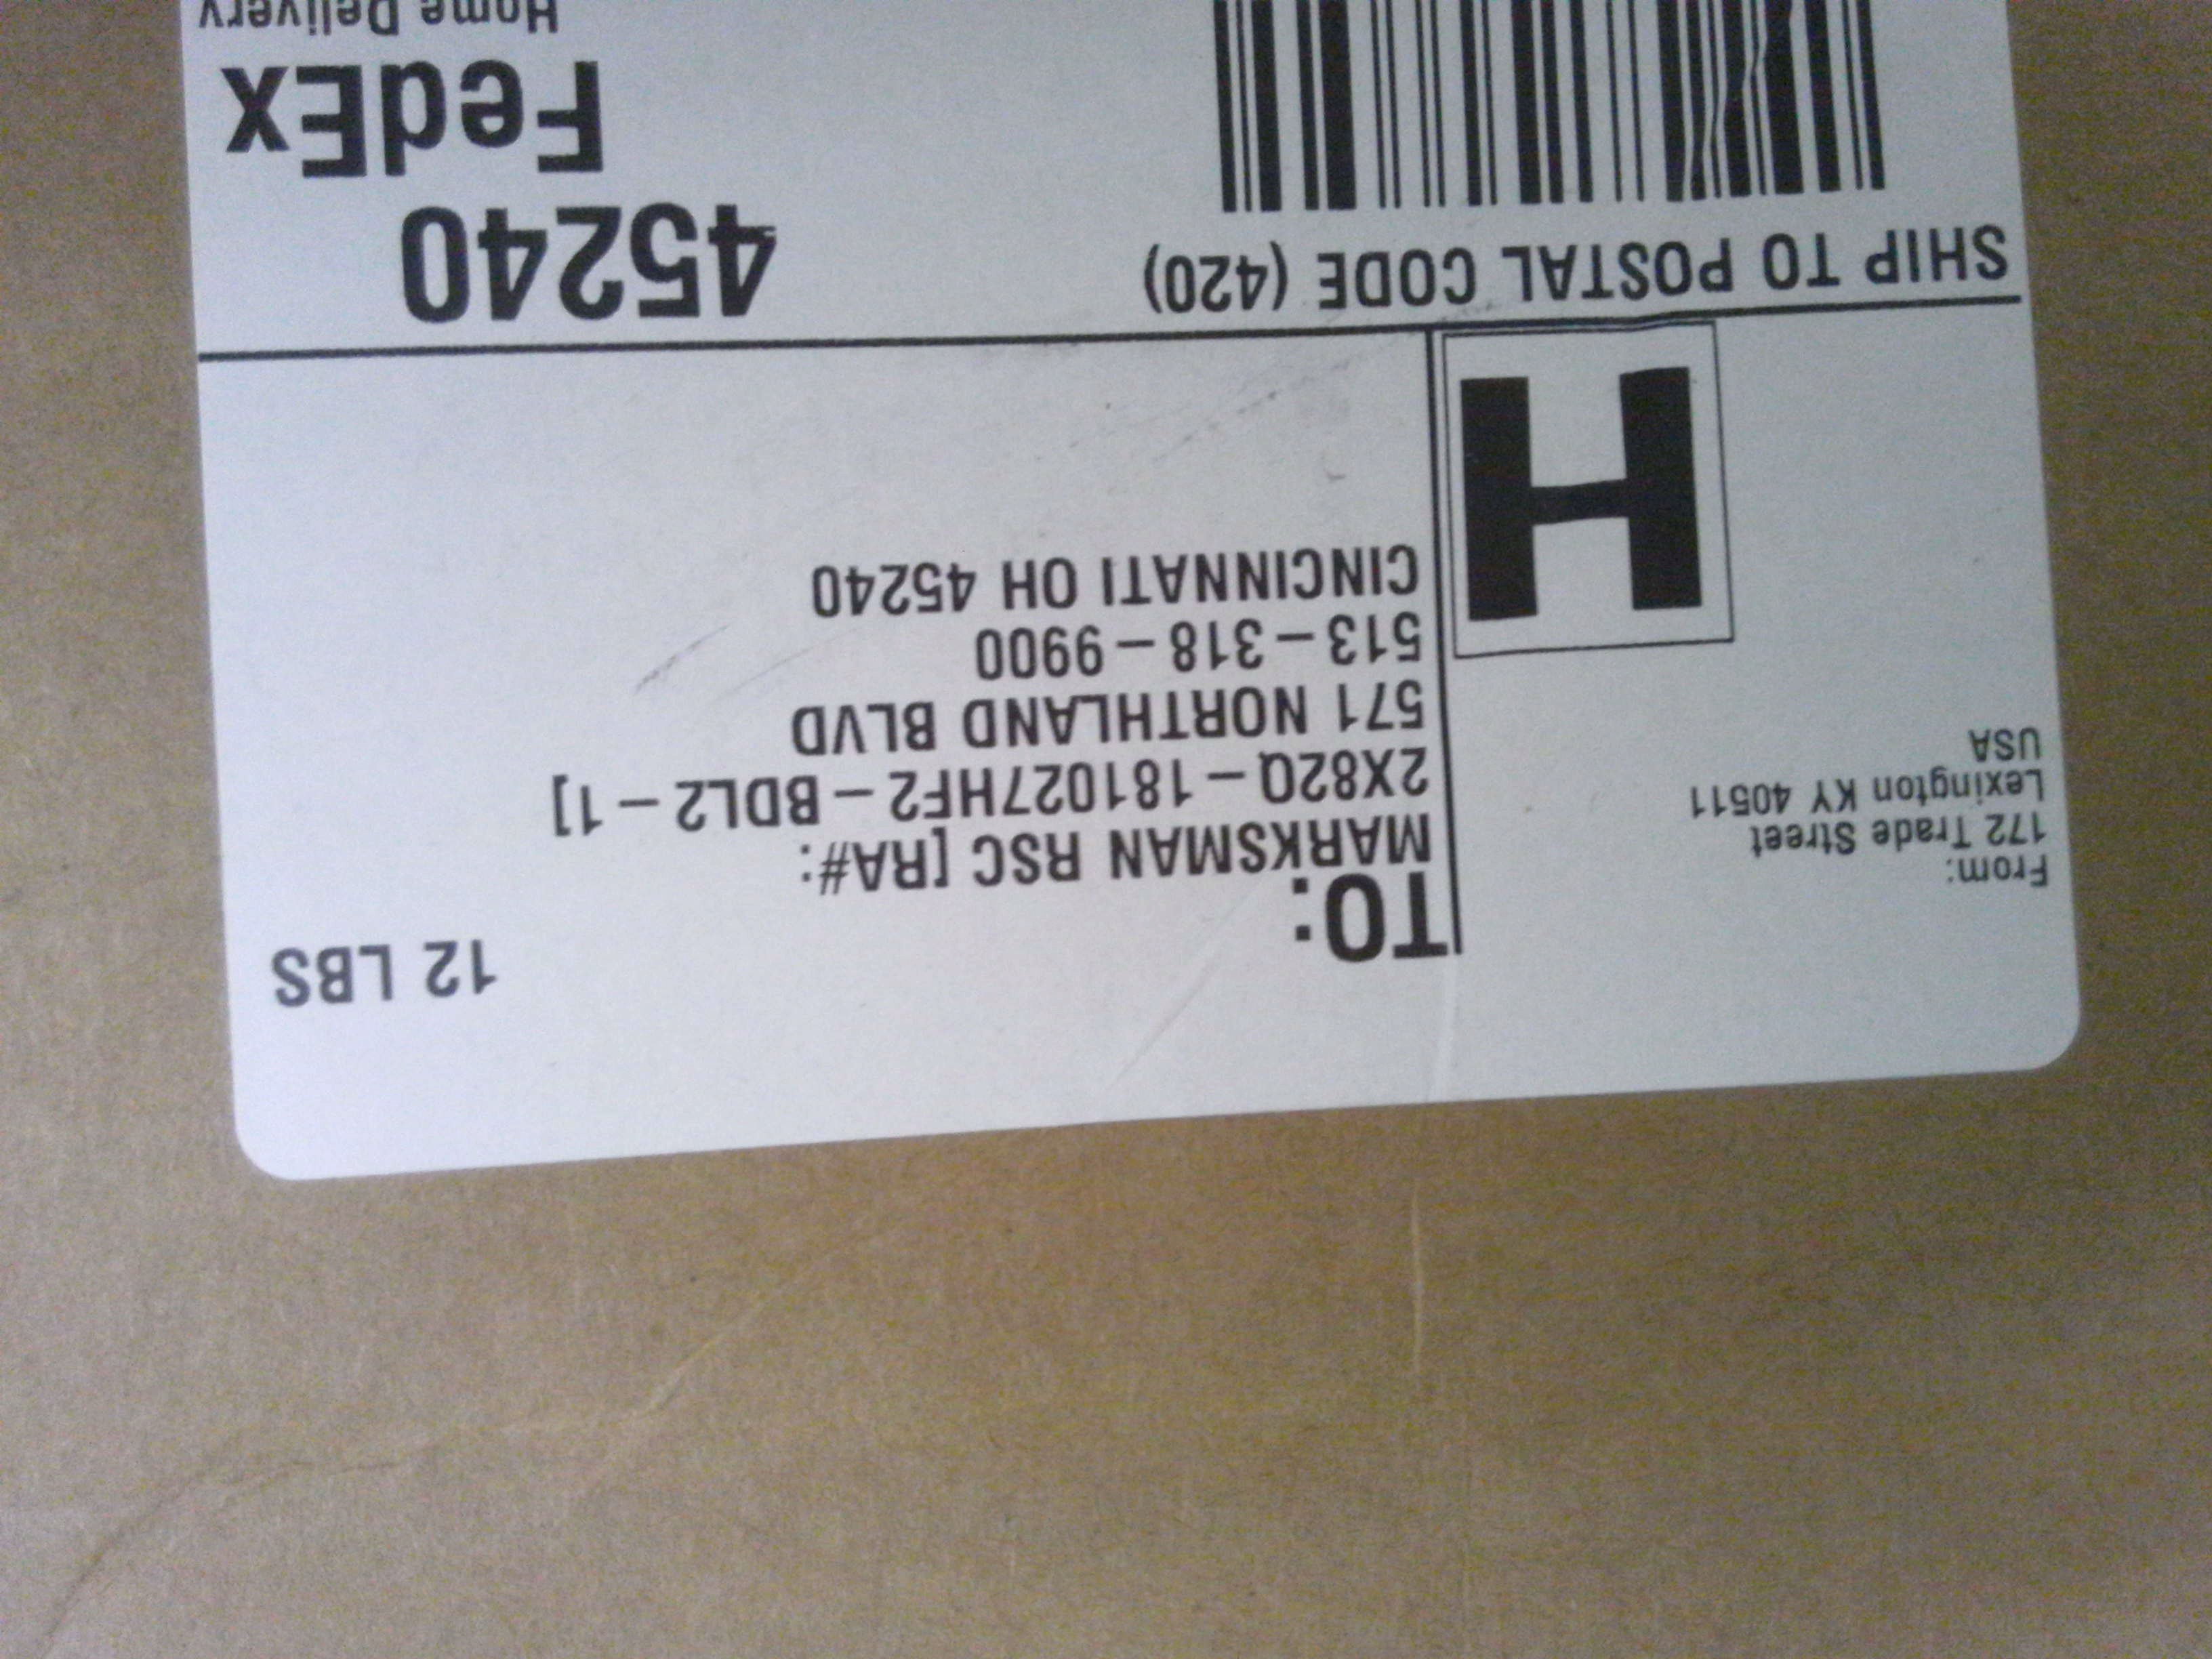 From:
172 Trade Street
Lexington KY 40511
USA
H
12 LBS
TO:
MARKSMAN RSC [RA#:
2X82Q-181027HF2-BDL2-1]
571 NORTHLAND BLVD
513-318-9900
CINCINNATI OH 45240
SHIP TO POSTAL CODE (420)
45240
FedEx
Home Delivery